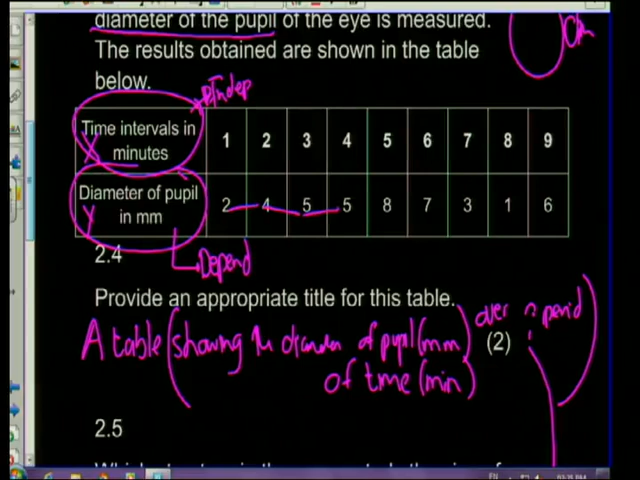 diameter of the pupil of the eye is measured.
The results obtained are shown in the table
below.
Indep
Time intervals in minutes 1 2 3 4 5 6 7 8 9
X
Diameter of pupil in mm 2 4 5 5 8 7 3 1 6
Y
2.4
Depend
Provide an appropriate title for this table.
A table (showing the diameter of pupil (mm) over a period
(2)
of time (min)
2.5